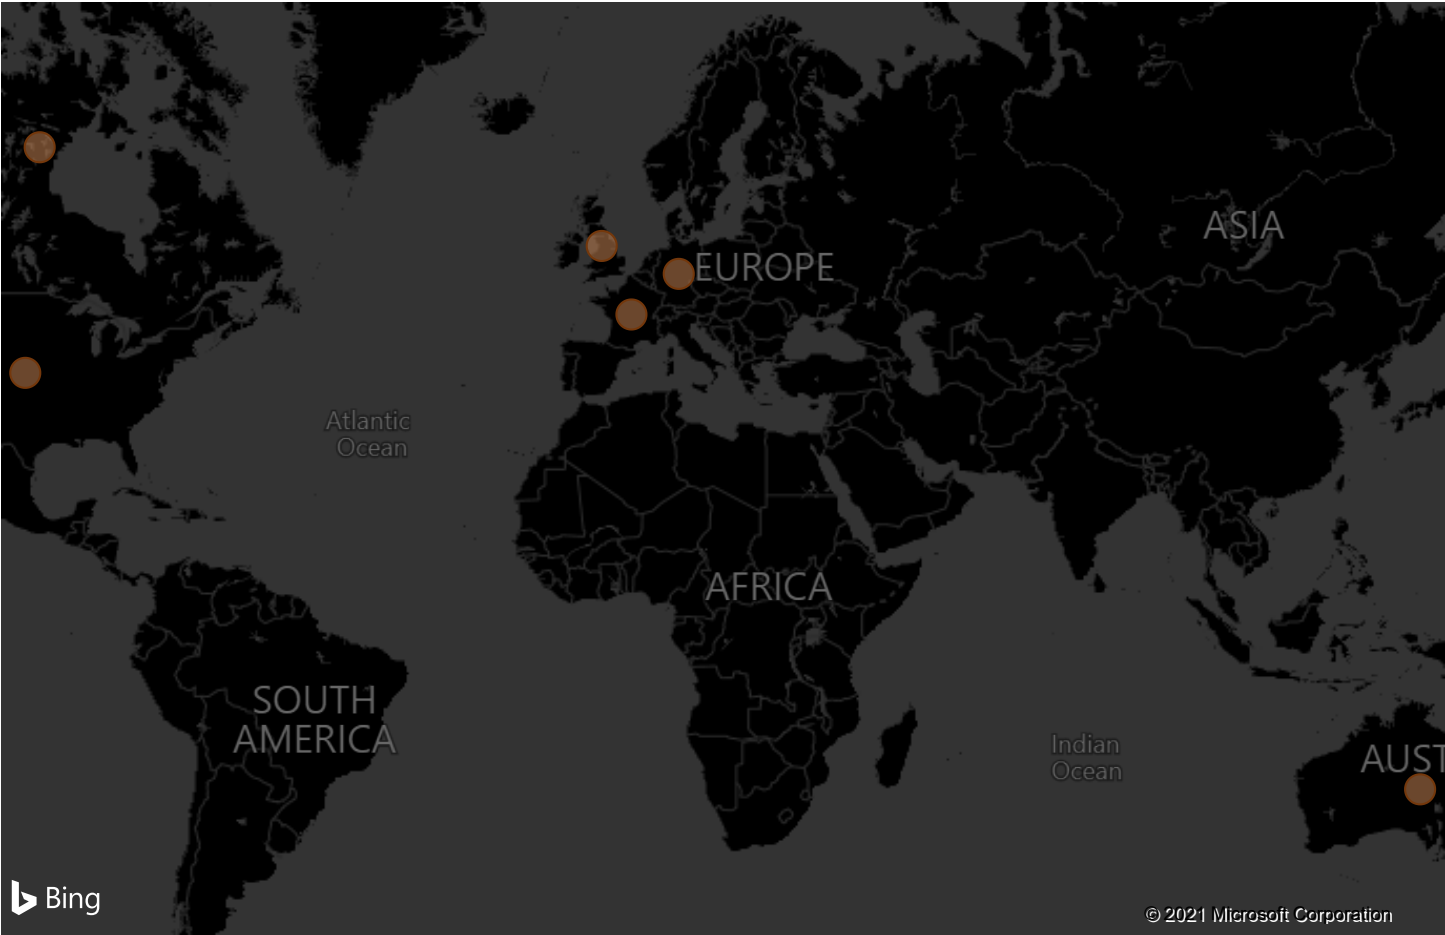 ASIA
EUROPE
Atlantic
Ocean
AFRICA
SOUTH
AMERICA
Indian
Ocean
AUST
Bing
© 2021 Microsoft Corporation